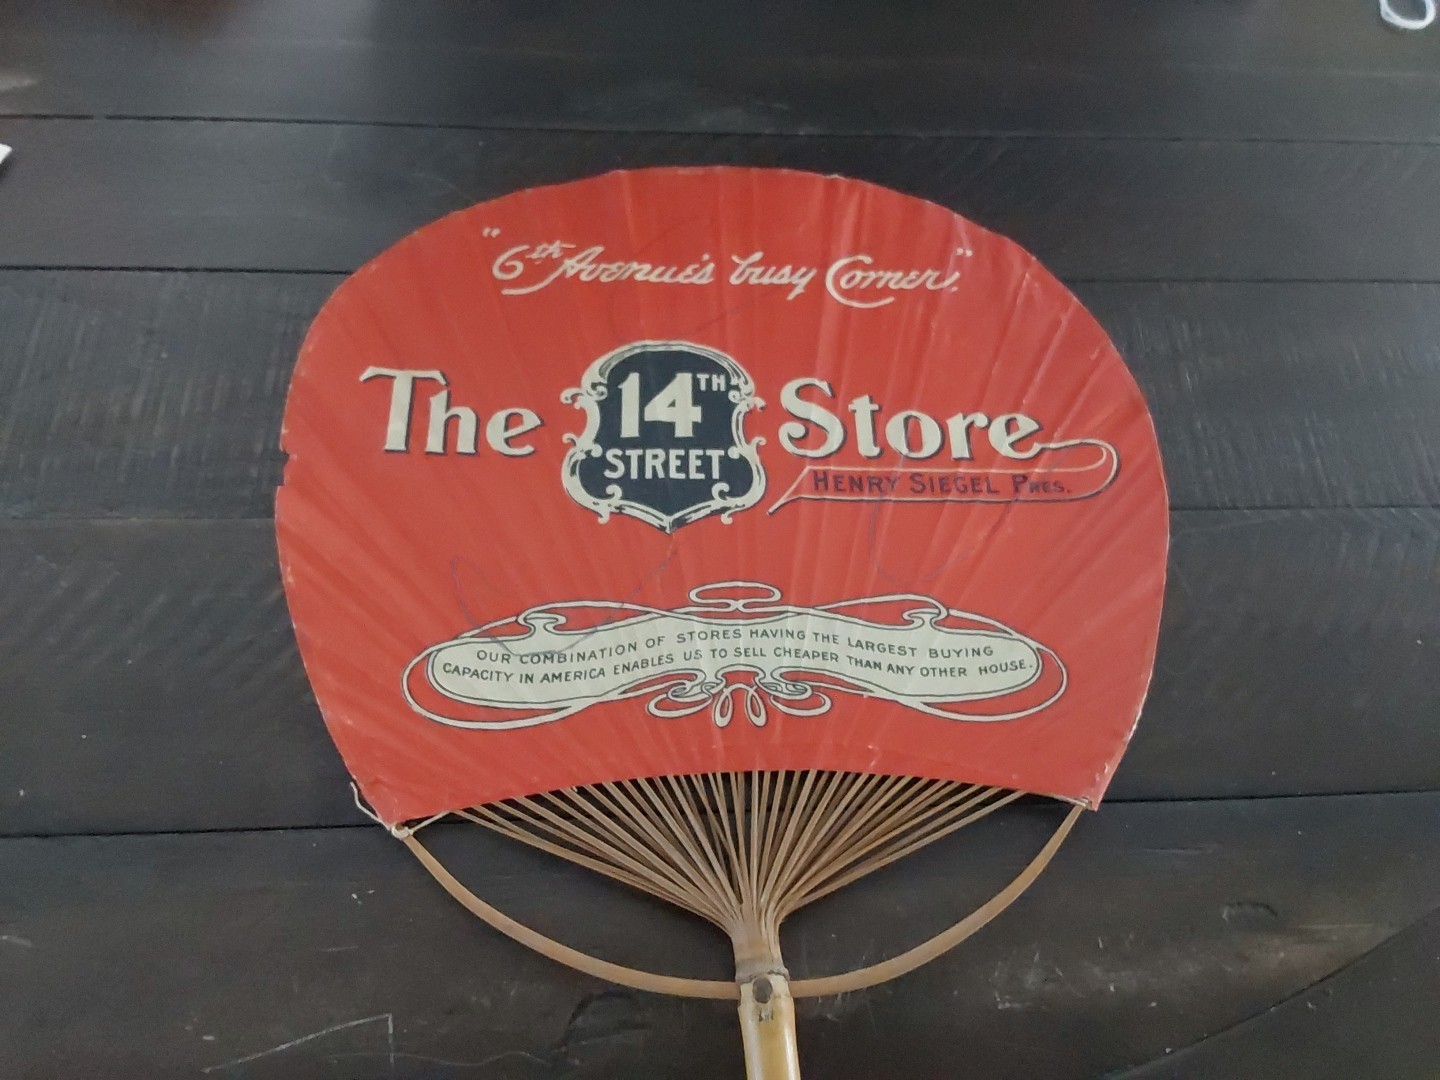 "6th Avenue's busy Corner".
The 14TH STREET Store
HENRY SIEGEL PRES.
OUR COMBINATION OF STORES HAVING THE LARGEST BUYING
CAPACITY IN AMERICA ENABLES US TO SELL CHEAPER THAN ANY OTHER HOUSE.